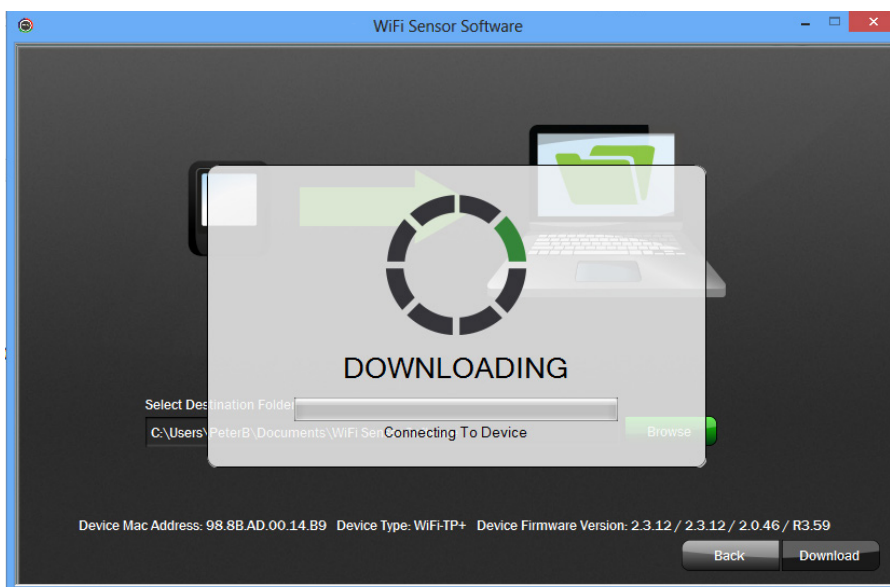 WiFi Sensor Software
DOWNLOADING
Select Destination Folder
C:\Users\PeterB\Documents\WiFi
Connecting To Device
Browse
Device Mac Address: 98.8B.AD.00.14.B9 Device Type: WiFi-TP+ Device Firmware Version: 2.3.12 / 2.3.12 / 2.0.46 / R3.59
Back
Download